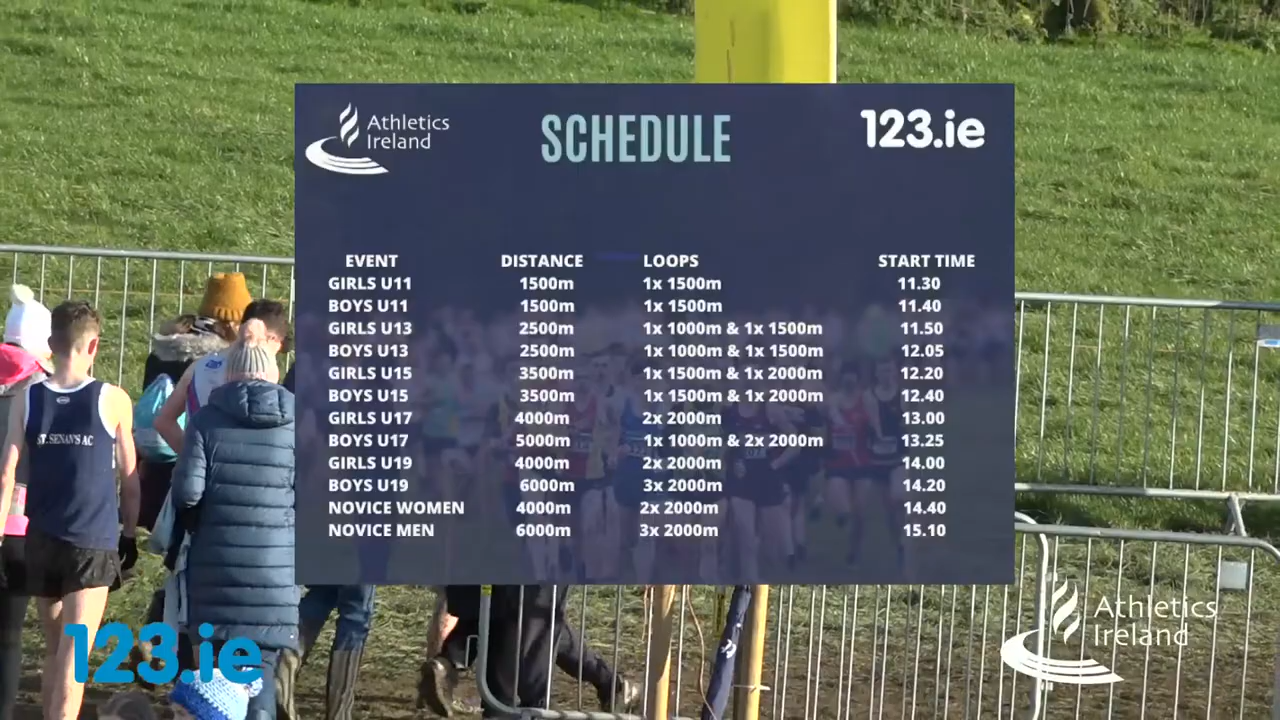 Athletics
Ireland
SCHEDULE
123.ie
EVENT DISTANCE LOOPS START TIME
GIRLS U11 1500m 1x 1500m 11.30
BOYS U11 1500m 1x 1500m 11.40
GIRLS U13 2500m 1x 1000m & 1x 1500m 11.50
BOYS U13 2500m 1x 1000m & 1x 1500m 12.05
GIRLS U15 3500m 1x 1500m & 1x 2000m 12.20
BOYS U15 3500m 1x 1500m & 1x 2000m 12.40
GIRLS U17 4000m 2x 2000m 13.00
BOYS U17 5000m 1x 1000m & 2x 2000m 13.25
GIRLS U19 4000m 2x 2000m 14.00
BOYS U19 6000m 3x 2000m 14.20
NOVICE WOMEN 4000m 2x 2000m 14.40
NOVICE MEN 6000m 3x 2000m 15.10
ST. SENAN'S AC
123.ie
Athletics
Ireland